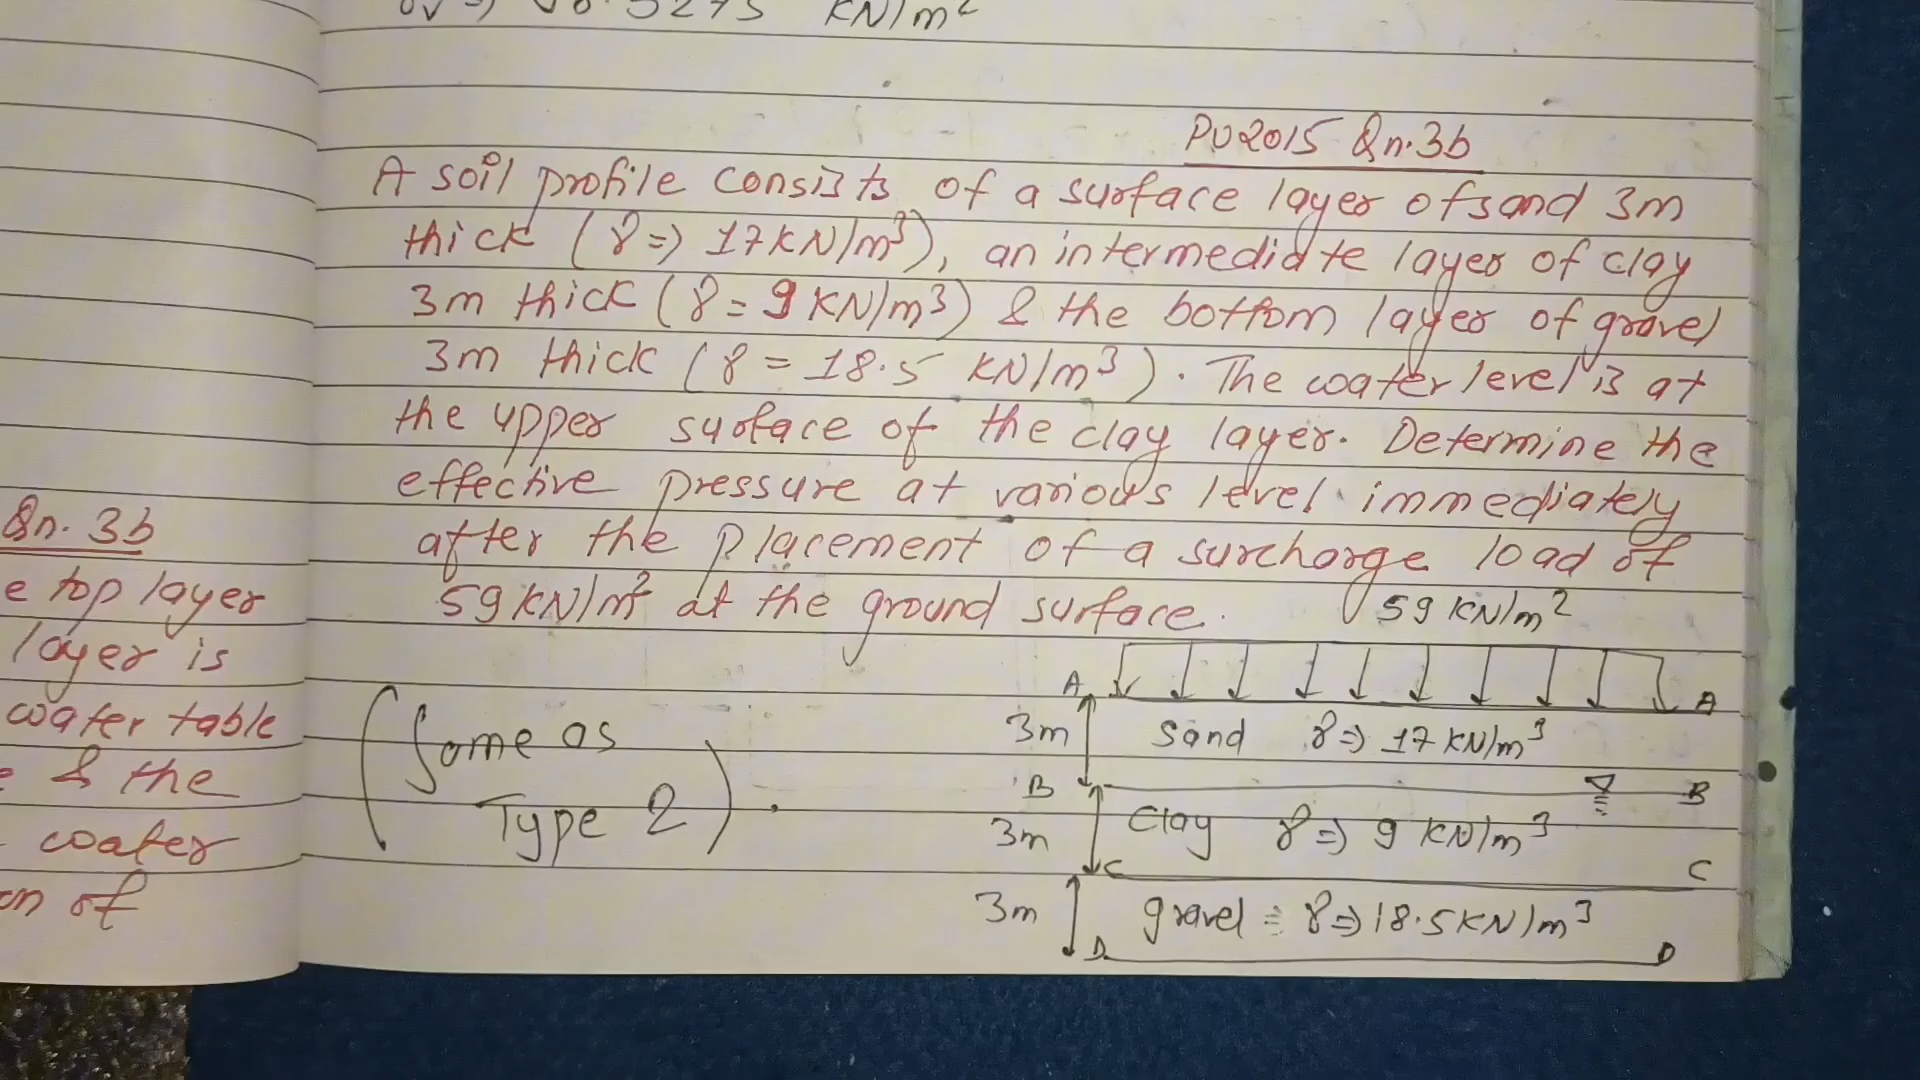 KN/m²
PU2015 Qn.3b
A soil profile consists of a surface layer of sand 3m
thick (γ⇒ 17KN/m³), an intermediate layer of clay
3m thick (γ = 9 KN/m³) & the bottom layer of gravel
3m thick (γ = 18.5 KN/m³). The water level is at
the upper surface of the clay layer. Determine the
effective pressure at various level immediately
after the placement of a surcharge load of
59 KN/m² at the ground surface.
59 KN/m²
A A
3m Sand γ⇒ 17 KN/m³
B B
3m Clay γ⇒ 9 KN/m³
C C
3m gravel = γ⇒ 18.5 KN/m³
D D
(Same as
Type 2).
Qn. 3b
e top layer
layer is
water table
e & the
water
on of